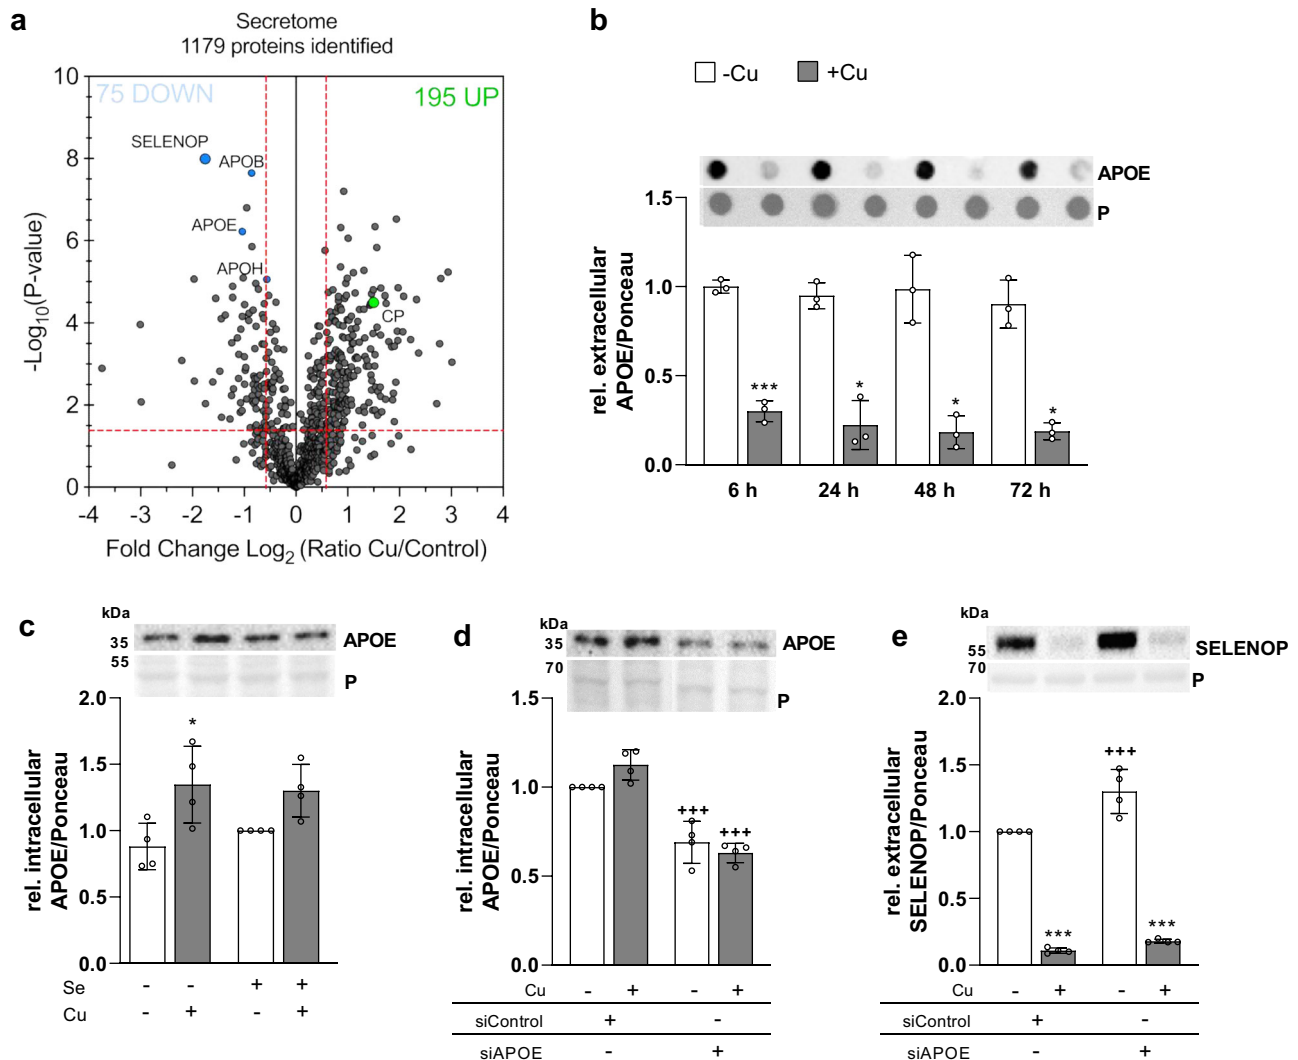 a
Secretome
1179 proteins identified
75 DOWN
195 UP
SELENOP
APOB
APOE
APOH
CP
10
8
6
4
2
0
-Log10(P-value)
-4 -2 0 2 4
Fold Change Log2 (Ratio Cu/Control)
b
-Cu +Cu
APOE
P
1.5
1.0
0.5
0.0
rel. extracellular
APOE/Ponceau
***
*
*
*
6 h 24 h 48 h 72 h
c
kDa
35
55
APOE
P
2.0
1.5
1.0
0.5
0.0
rel. intracellular
APOE/Ponceau
*
Se - - + +
Cu - + - +
d
kDa
35
70
APOE
P
1.5
1.0
0.5
0.0
rel. intracellular
APOE/Ponceau
+++
+++
Cu - + - +
siControl + -
siAPOE - +
e
kDa
55
70
SELENOP
P
2.0
1.5
1.0
0.5
0.0
rel. extracellular
SELENOP/Ponceau
***
+++
***
Cu - + - +
siControl + -
siAPOE - +